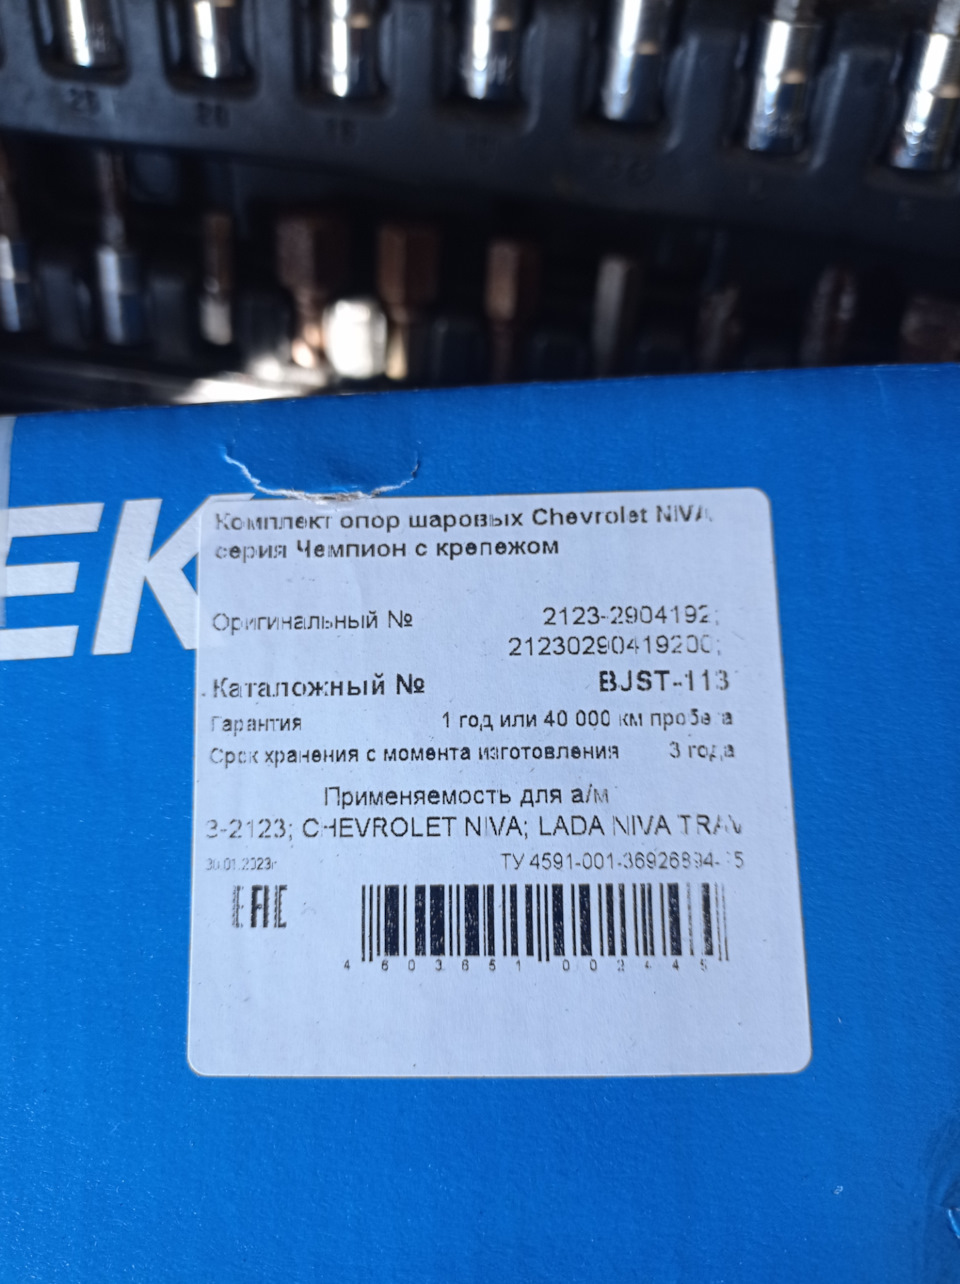 EK
Комплект опор шаровых Chevrolet NIVA,
серия Чемпион с крепежом
Оригинальный № 2123-2904192;
21230290419200;
Каталожный № BJST-113
Гарантия 1 год или 40 000 км пробега
Срок хранения с момента изготовления 3 года
Применяемость для а/м
3-2123; CHEVROLET NIVA; LADA NIVA TRAV
30.01.2023г
ТУ 4591-001-36926894-
EAC
4 603651 002445